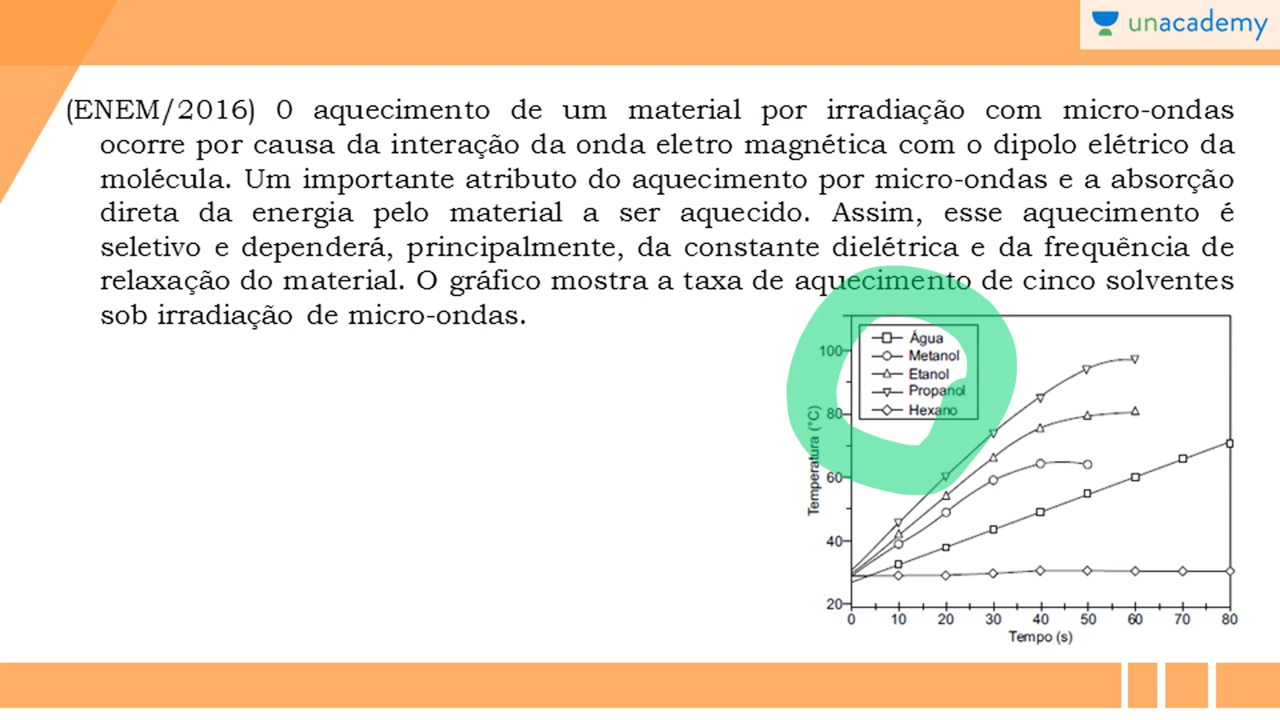 unacademy
(ENEM/2016) 0 aquecimento de um material por irradiação com micro-ondas
ocorre por causa da interação da onda eletro magnética com o dipolo elétrico da
molécula. Um importante atributo do aquecimento por micro-ondas e a absorção
direta da energia pelo material a ser aquecido. Assim, esse aquecimento é
seletivo e dependerá, principalmente, da constante dielétrica e da frequência de
relaxação do material. O gráfico mostra a taxa de aquecimento de cinco solventes
sob irradiação de micro-ondas.
Água
Metanol
Etanol
Propanol
Hexano
Temperatura (°C)
100
80
60
40
20
0 10 20 30 40 50 60 70 80
Tempo (s)